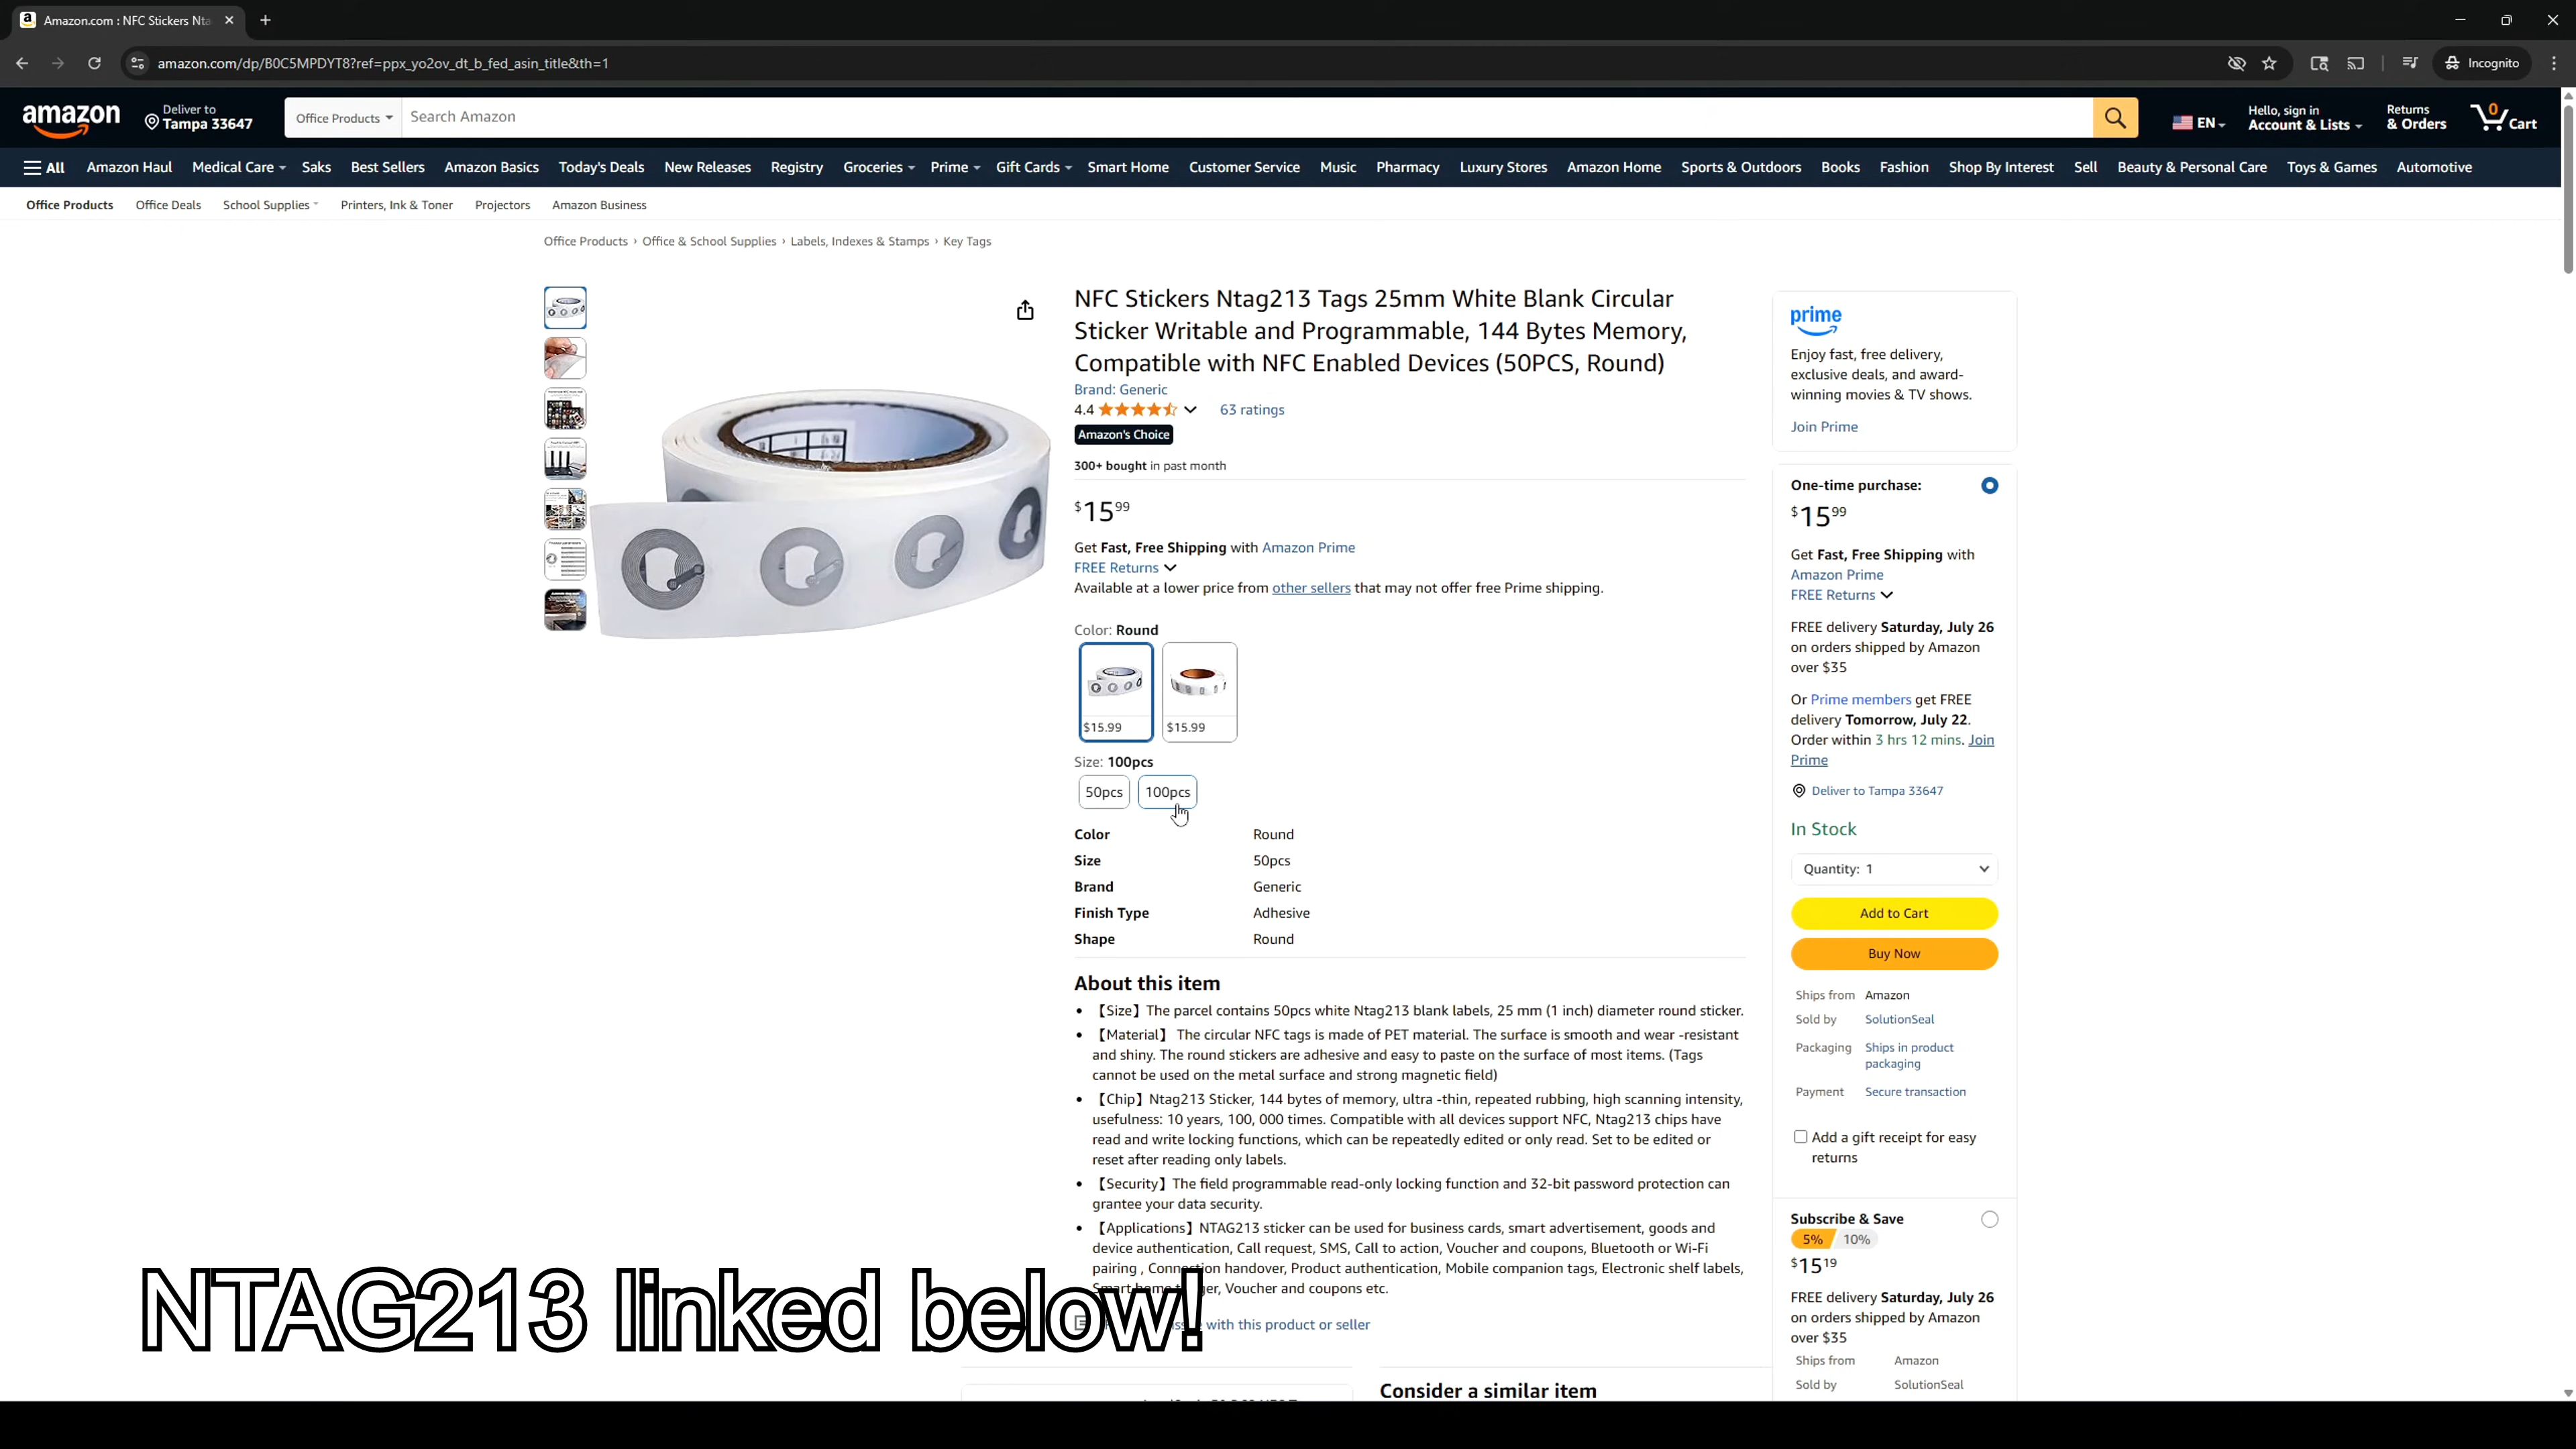 Amazon.com : NFC Stickers Nta
amazon.com/dp/B0C5MPDYT8?ref=ppx_yo2ov_dt_b_fed_asin_title&th=1
Incognito
amazon
Deliver to
Tampa 33647
Office Products
Search Amazon
EN
Hello, sign in
Account & Lists
Returns
& Orders
0
Cart
All
Amazon Haul
Medical Care
Saks
Best Sellers
Amazon Basics
Today's Deals
New Releases
Registry
Groceries
Prime
Gift Cards
Smart Home
Customer Service
Music
Pharmacy
Luxury Stores
Amazon Home
Sports & Outdoors
Books
Fashion
Shop By Interest
Sell
Beauty & Personal Care
Toys & Games
Automotive
Office Products
Office Deals
School Supplies
Printers, Ink & Toner
Projectors
Amazon Business
Office Products › Office & School Supplies › Labels, Indexes & Stamps › Key Tags
NFC Stickers Ntag213 Tags 25mm White Blank Circular
Sticker Writable and Programmable, 144 Bytes Memory,
Compatible with NFC Enabled Devices (50PCS, Round)
Brand: Generic
4.4
63 ratings
Amazon's Choice
300+ bought in past month
$15 99
Get Fast, Free Shipping with Amazon Prime
FREE Returns
Available at a lower price from other sellers that may not offer free Prime shipping.
Color: Round
$15.99
$15.99
Size: 100pcs
50pcs
100pcs
Color Round
Size 50pcs
Brand Generic
Finish Type Adhesive
Shape Round
About this item
• 【Size】The parcel contains 50pcs white Ntag213 blank labels, 25 mm (1 inch) diameter round sticker.
• 【Material】 The circular NFC tags is made of PET material. The surface is smooth and wear -resistant
and shiny. The round stickers are adhesive and easy to paste on the surface of most items. (Tags
cannot be used on the metal surface and strong magnetic field)
• 【Chip】Ntag213 Sticker, 144 bytes of memory, ultra -thin, repeated rubbing, high scanning intensity,
usefulness: 10 years, 100, 000 times. Compatible with all devices support NFC, Ntag213 chips have
read and write locking functions, which can be repeatedly edited or only read. Set to be edited or
reset after reading only labels.
• 【Security】The field programmable read-only locking function and 32-bit password protection can
grantee your data security.
• 【Applications】NTAG213 sticker can be used for business cards, smart advertisement, goods and
device authentication, Call request, SMS, Call to action, Voucher and coupons, Bluetooth or Wi-Fi
pairing , Connection handover, Product authentication, Mobile companion tags, Electronic shelf labels,
Smart home, Voucher and coupons etc.
with this product or seller
Consider a similar item
prime
Enjoy fast, free delivery,
exclusive deals, and award-
winning movies & TV shows.
Join Prime
One-time purchase:
$15 99
Get Fast, Free Shipping with
Amazon Prime
FREE Returns
FREE delivery Saturday, July 26
on orders shipped by Amazon
over $35
Or Prime members get FREE
delivery Tomorrow, July 22.
Order within 3 hrs 12 mins. Join
Prime
Deliver to Tampa 33647
In Stock
Quantity: 1
Add to Cart
Buy Now
Ships from Amazon
Sold by SolutionSeal
Packaging Ships in product
packaging
Payment Secure transaction
Add a gift receipt for easy
returns
Subscribe & Save
5% 10%
$15 19
FREE delivery Saturday, July 26
on orders shipped by Amazon
over $35
Ships from Amazon
Sold by SolutionSeal
NTAG213 linked below!